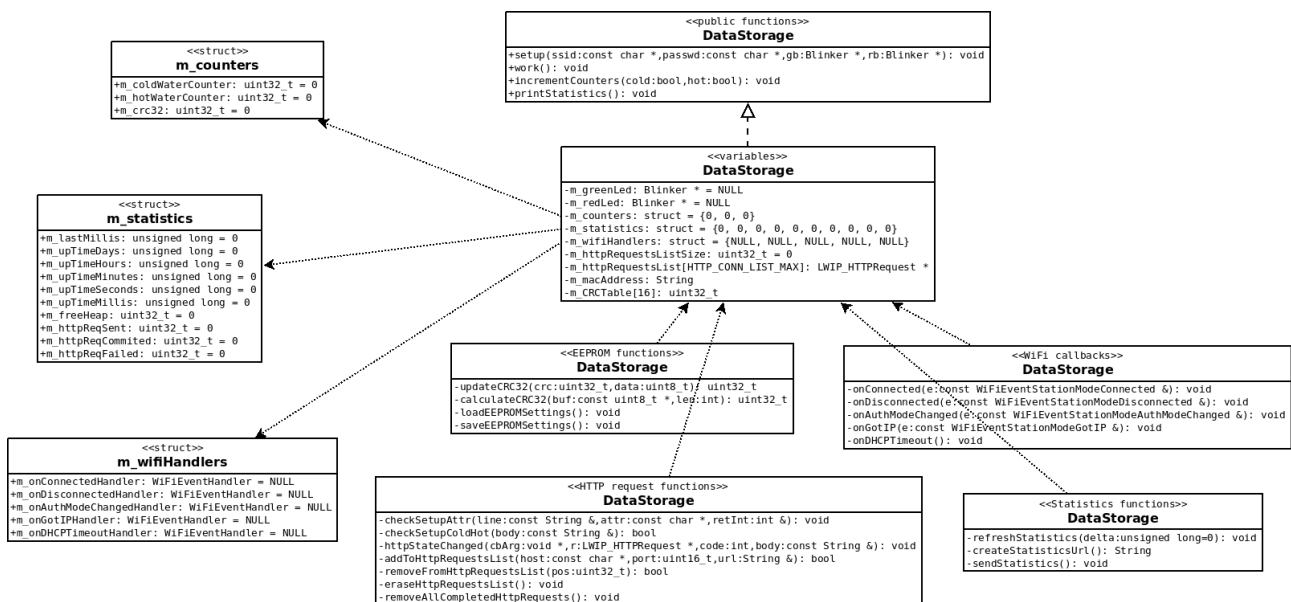 <<public functions>>
DataStorage
+setup(ssid:const char *,passwd:const char *,gb:Blinker *,rb:Blinker *): void
+work(): void
+incrementCounters(cold:bool,hot:bool): void
+printStatistics(): void
<<struct>>
m_counters
+m_coldWaterCounter: uint32_t = 0
+m_hotWaterCounter: uint32_t = 0
+m_crc32: uint32_t = 0
<<variables>>
DataStorage
-m_greenLed: Blinker * = NULL
-m_redLed: Blinker * = NULL
-m_counters: struct = {0, 0, 0}
-m_statistics: struct = {0, 0, 0, 0, 0, 0, 0, 0, 0, 0}
-m_wifiHandlers: struct = {NULL, NULL, NULL, NULL, NULL}
-m_httpRequestsListSize: uint32_t = 0
-m_httpRequestsList[HTTP_CONN_LIST_MAX]: LWIP_HTTPRequest *
-m_macAddress: String
-m_CRCTable[16]: uint32_t
<<struct>>
m_statistics
+m_lastMillis: unsigned long = 0
+m_upTimeDays: unsigned long = 0
+m_upTimeHours: unsigned long = 0
+m_upTimeMinutes: unsigned long = 0
+m_upTimeSeconds: unsigned long = 0
+m_upTimeMillis: unsigned long = 0
+m_freeHeap: uint32_t = 0
+m_httpReqSent: uint32_t = 0
+m_httpReqCommited: uint32_t = 0
+m_httpReqFailed: uint32_t = 0
<<EEPROM functions>>
DataStorage
-updateCRC32(crc:uint32_t,data:uint8_t): uint32_t
-calculateCRC32(buf:const uint8_t *,len:int): uint32_t
-loadEEPROMSettings(): void
-saveEEPROMSettings(): void
<<WiFi callbacks>>
DataStorage
-onConnected(e:const WiFiEventStationModeConnected &): void
-onDisconnected(e:const WiFiEventStationModeDisconnected &): void
-onAuthModeChanged(e:const WiFiEventStationModeAuthModeChanged &): void
-onGotIP(e:const WiFiEventStationModeGotIP &): void
-onDHCPTimeout(): void
<<struct>>
m_wifiHandlers
+m_onConnectedHandler: WiFiEventHandler = NULL
+m_onDisconnectedHandler: WiFiEventHandler = NULL
+m_onAuthModeChangedHandler: WiFiEventHandler = NULL
+m_onGotIPHandler: WiFiEventHandler = NULL
+m_onDHCPTimeoutHandler: WiFiEventHandler = NULL
<<HTTP request functions>>
DataStorage
-checkSetupAttr(line:const String &,attr:const char *,retInt:int &): void
-checkSetupColdHot(body:const String &): bool
-httpStateChanged(cbArg:void *,r:LWIP_HTTPRequest *,code:int,body:const String &): void
-addToHttpRequestsList(host:const char *,port:uint16_t,url:String &): bool
-removeFromHttpRequestsList(pos:uint32_t): bool
-eraseHttpRequestsList(): void
-removeAllCompletedHttpRequests(): void
<<Statistics functions>>
DataStorage
-refreshStatistics(delta:unsigned long=0): void
-createStatisticsUrl(): String
-sendStatistics(): void